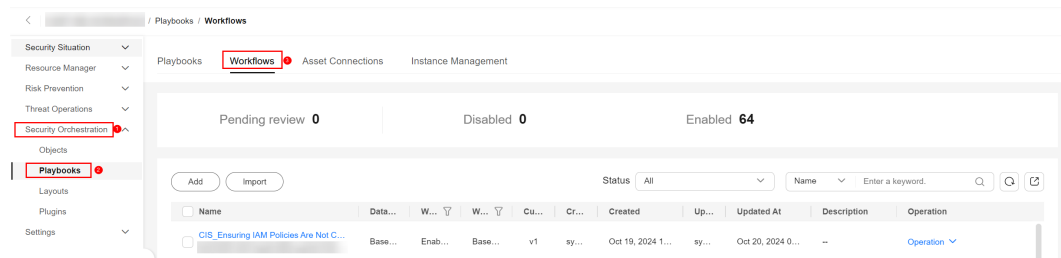 / Playbooks / Workflows
Security Situation
Resource Manager
Risk Prevention
Threat Operations
Security Orchestration 1
Objects
Playbooks 2
Layouts
Plugins
Settings
Playbooks Workflows 3 Asset Connections Instance Management
Pending review 0 Disabled 0 Enabled 64
Add Import Status All Name Enter a keyword.
Name Data... W... W... Cu... Cr... Created Up... Updated At Description Operation
CIS_Ensuring IAM Policies Are Not C... Base... Enab... Base... v1 sy... Oct 19, 2024 1... sy... Oct 20, 2024 0... -- Operation